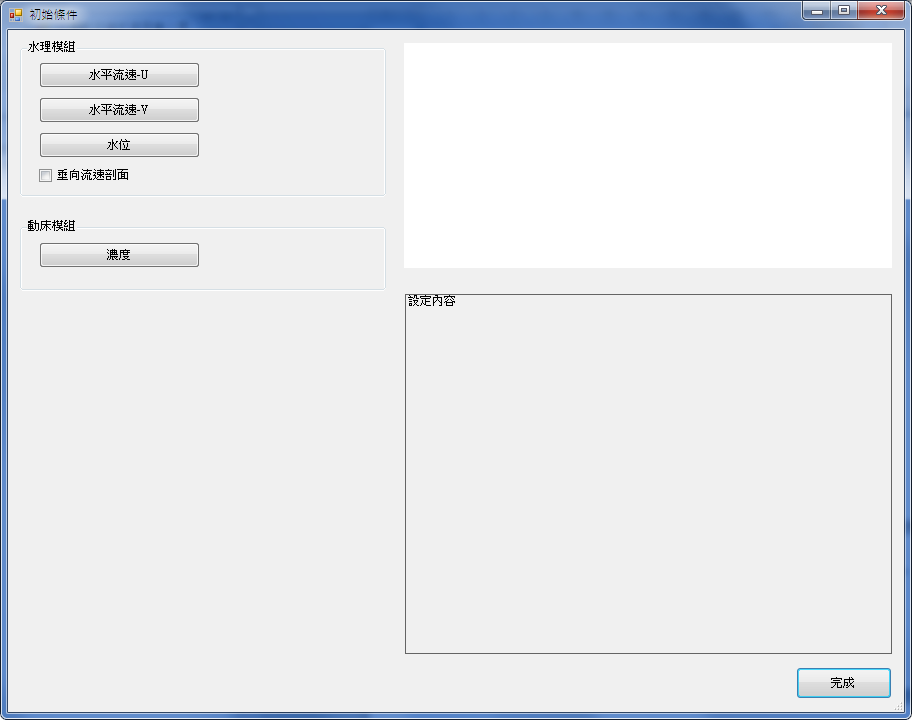 初始條件
水理模組
水平流速-U
水平流速-V
水位
垂向流速剖面
動床模組
濃度
設定內容
完成